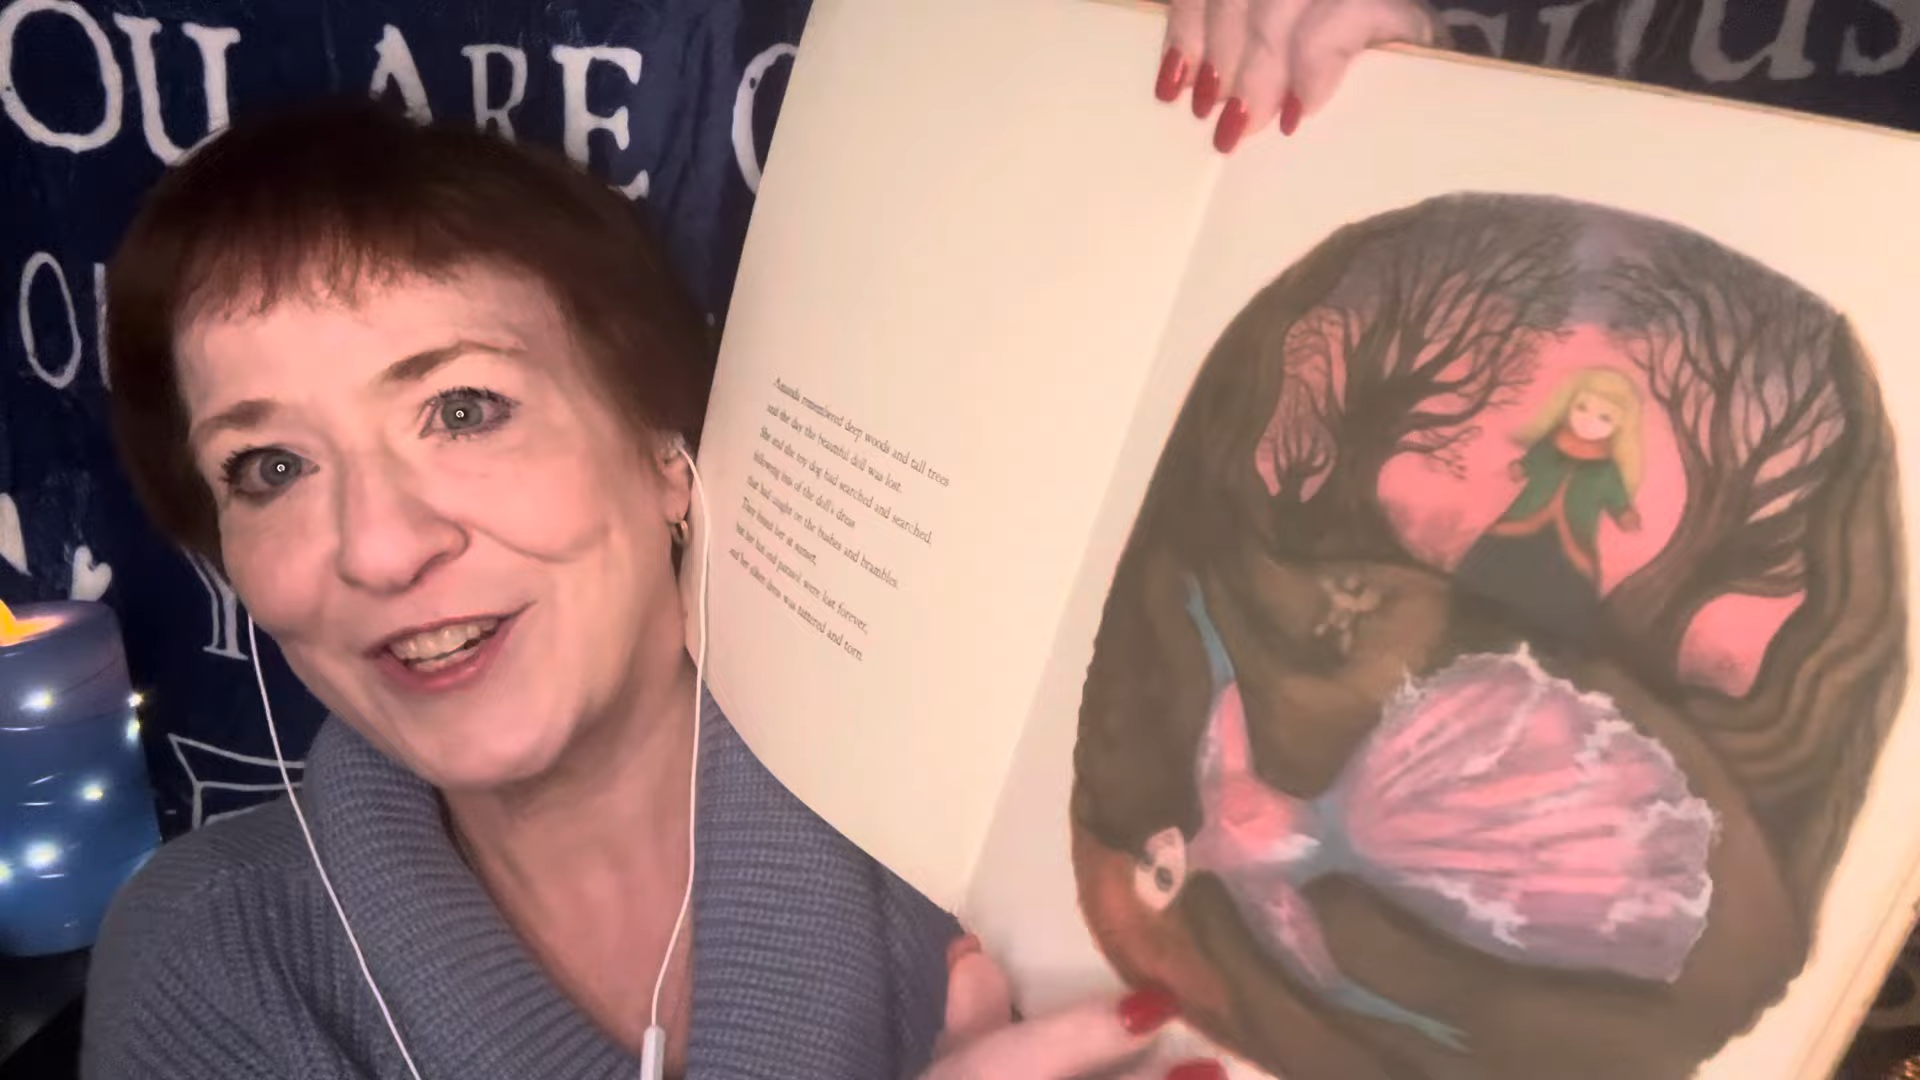 OU ARE
Amanda remembered deep woods and tall trees
and the day the beautiful doll was lost.
She and the toy dog had searched and searched,
following bits of the doll's dress
that had caught on the bushes and brambles.
They found her at sunset,
but her hat and parasol were lost forever,
and her silken dress was tattered and torn.